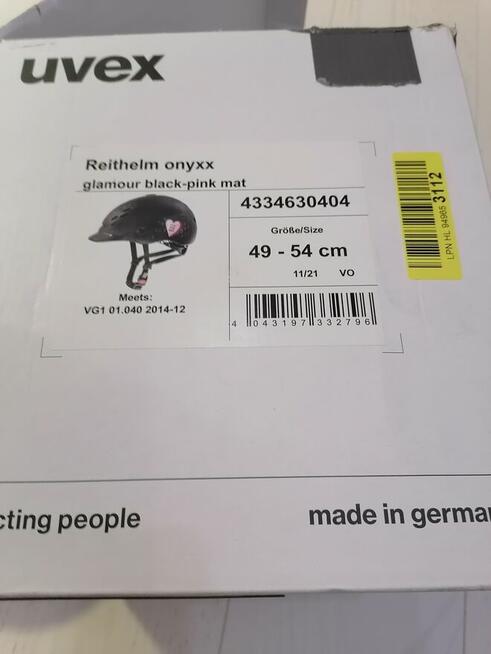 uvex
Reithelm onyxx
glamour black-pink mat
4334630404
Größe/Size
49 - 54 cm
11/21 VO
Meets:
VG1 01.040 2014-12
4 043197 332796
LPN HL 94965 3112
cting people
made in germa